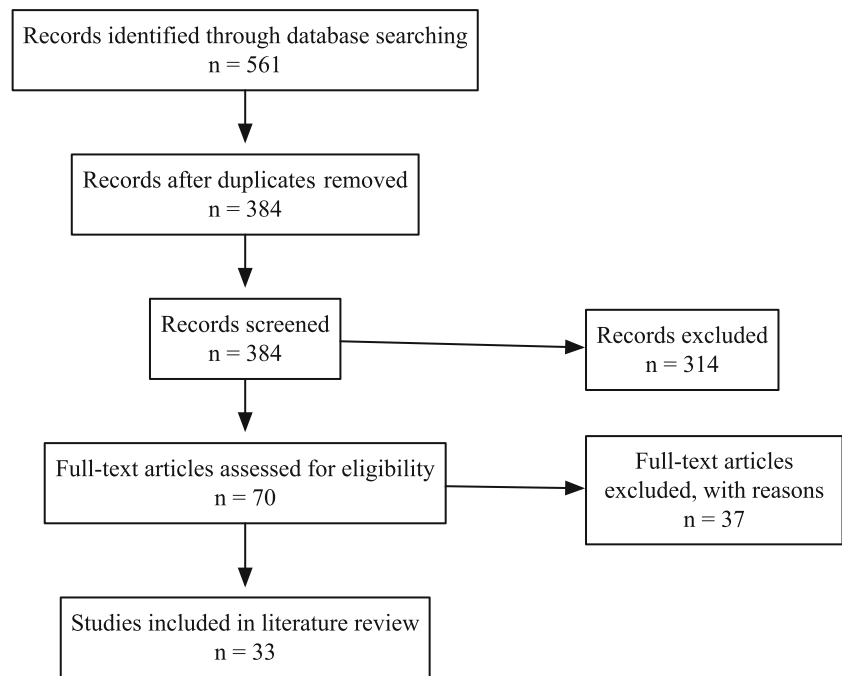 Records identified through database searching
n = 561
Records after duplicates removed
n = 384
Records screened
n = 384
Records excluded
n = 314
Full-text articles assessed for eligibility
n = 70
Full-text articles
excluded, with reasons
n = 37
Studies included in literature review
n = 33